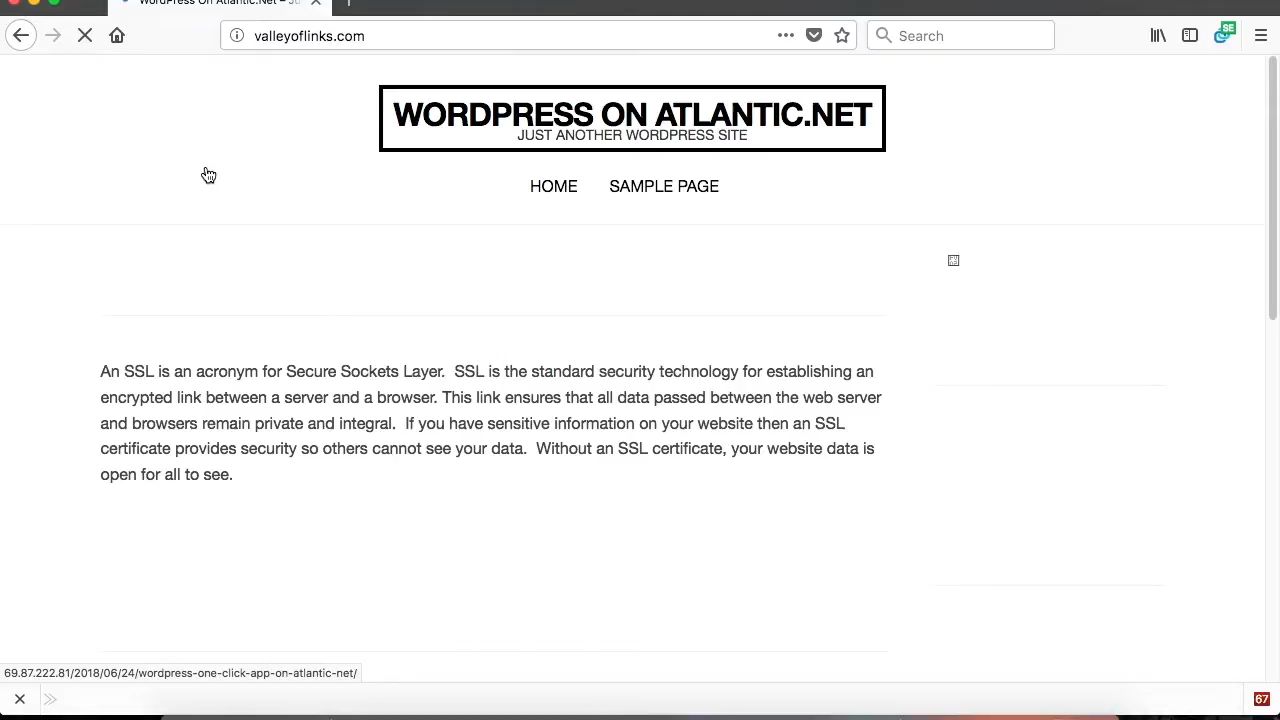 WordPress On Atlantic.Net – Ju
valleyoflinks.com
Search
SE
WORDPRESS ON ATLANTIC.NET
JUST ANOTHER WORDPRESS SITE
HOME SAMPLE PAGE
An SSL is an acronym for Secure Sockets Layer. SSL is the standard security technology for establishing an
encrypted link between a server and a browser. This link ensures that all data passed between the web server
and browsers remain private and integral. If you have sensitive information on your website then an SSL
certificate provides security so others cannot see your data. Without an SSL certificate, your website data is
open for all to see.
69.87.222.81/2018/06/24/wordpress-one-click-app-on-atlantic-net/
67